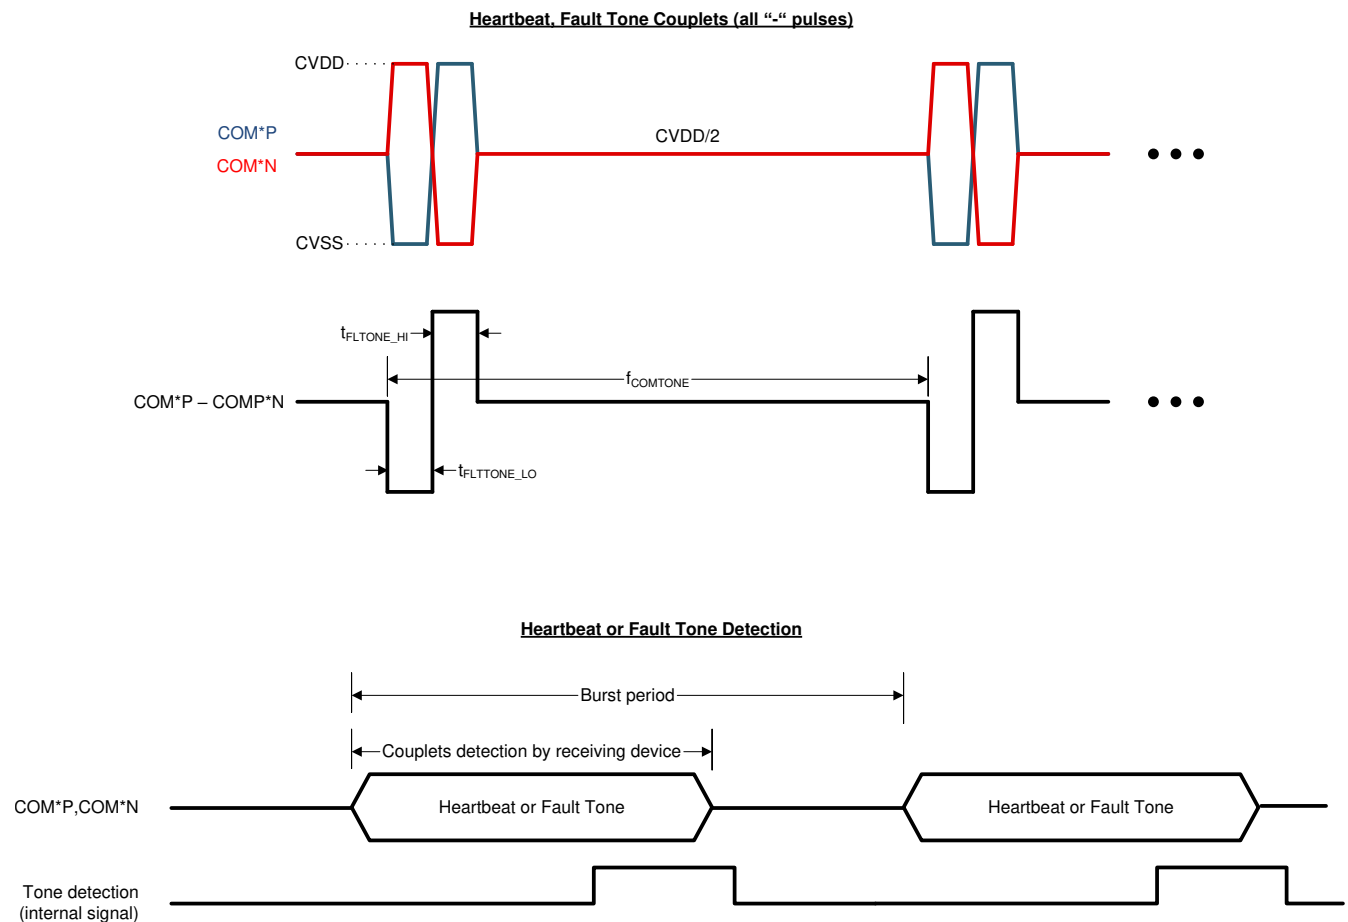 Heartbeat, Fault Tone Couplets (all “-“ pulses)
CVDD
COM*P
COM*N
CVDD/2
CVSS
tFLTONE_HI
fCOMTONE
COM*P – COMP*N
tFLTTONE_LO
Heartbeat or Fault Tone Detection
Burst period
Couplets detection by receiving device
COM*P,COM*N
Heartbeat or Fault Tone
Heartbeat or Fault Tone
Tone detection
(internal signal)